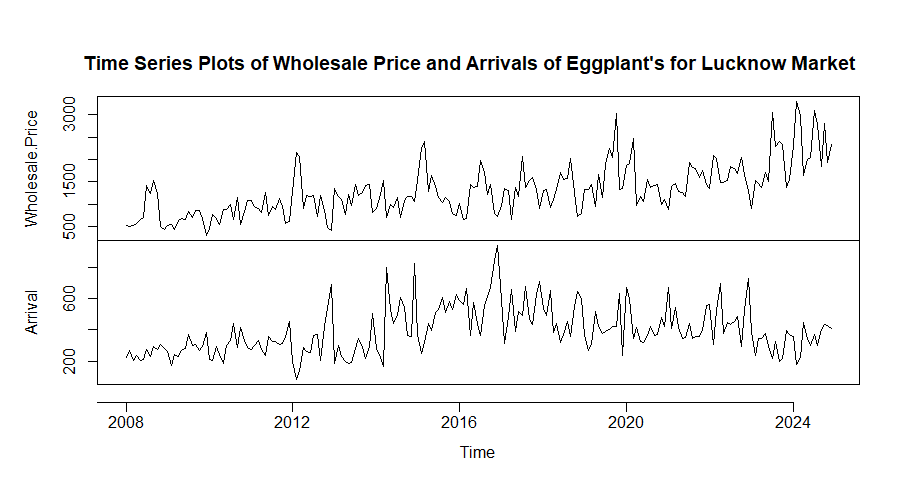 Time Series Plots of Wholesale Price and Arrivals of Eggplant's for Lucknow Market
Wholesale.Price
500 1500 3000
Arrival
200 600
2008 2012 2016 2020 2024
Time